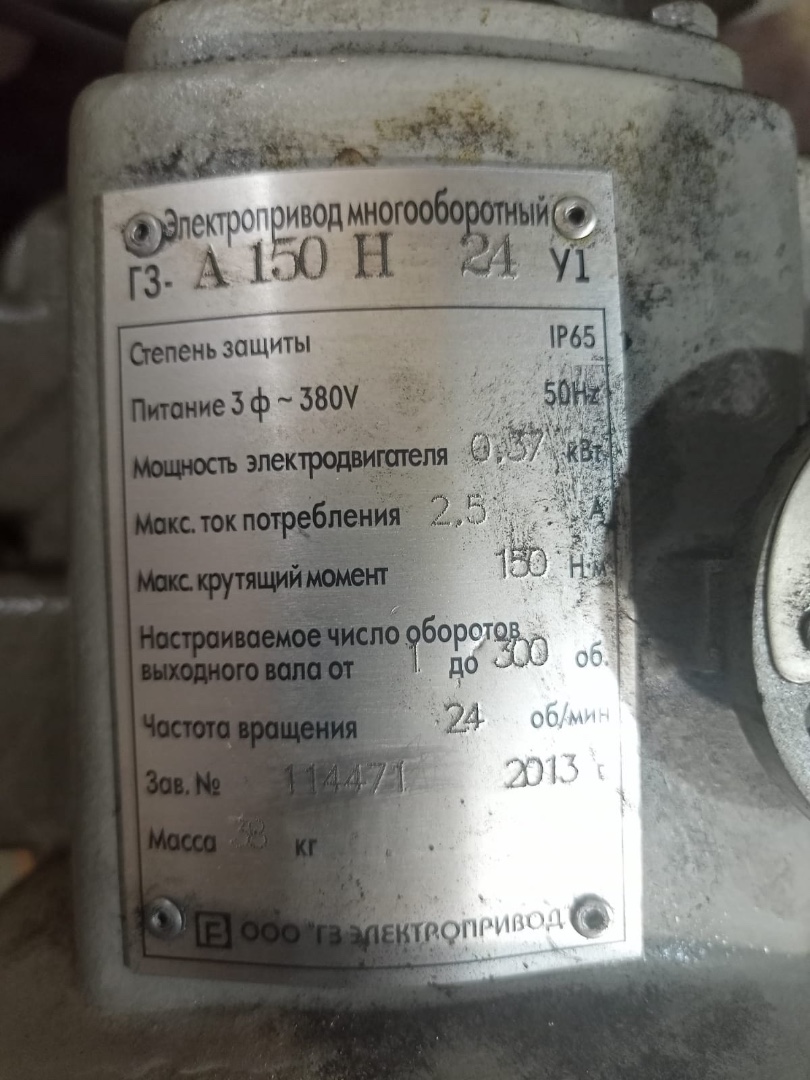 Электропривод многооборотный
ГЗ- А 150 Н 24 У1
Степень защиты IP65
Питание 3 ф ~ 380V 50Hz
Мощность электродвигателя 0.37 кВт
Макс. ток потребления 2.5 А
Макс. крутящий момент 150 Н·м
Настраиваемое число оборотов
выходного вала от 1 до 300 об.
Частота вращения 24 об/мин
Зав. № 114471 2013 г
Масса 38 кг
ГЗ ООО "ГЗ ЭЛЕКТРОПРИВОД"